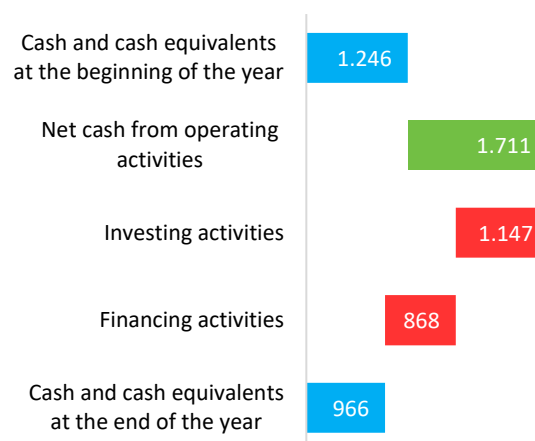 Cash and cash equivalents
at the beginning of the year
1.246
Net cash from operating
activities
1.711
Investing activities
1.147
Financing activities
868
Cash and cash equivalents
at the end of the year
966